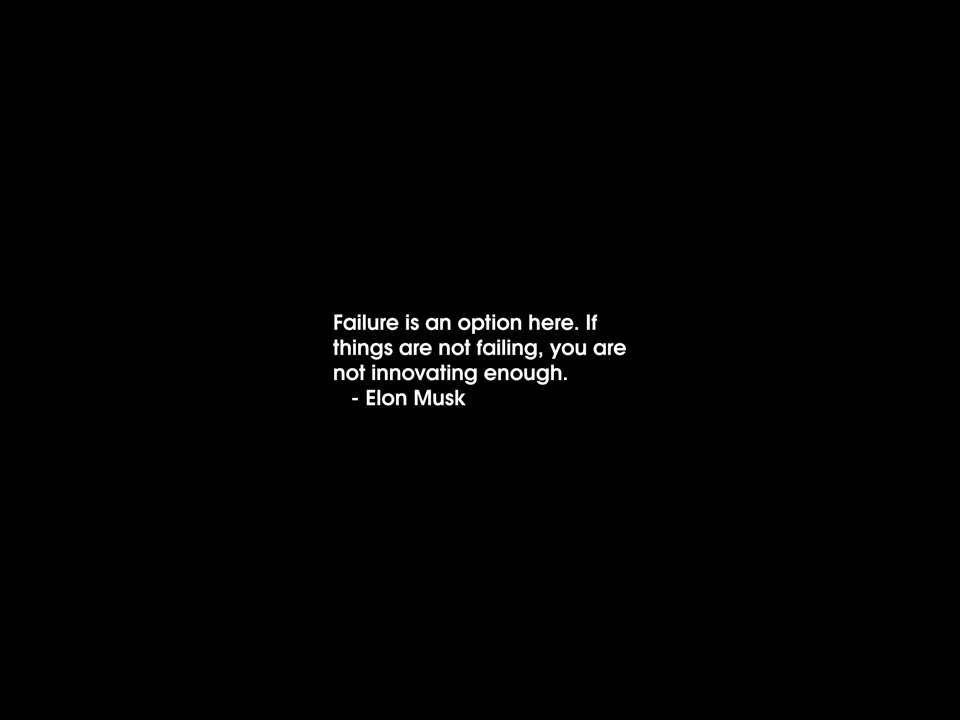 Failure is an option here. If
things are not failing, you are
not innovating enough.
- Elon Musk